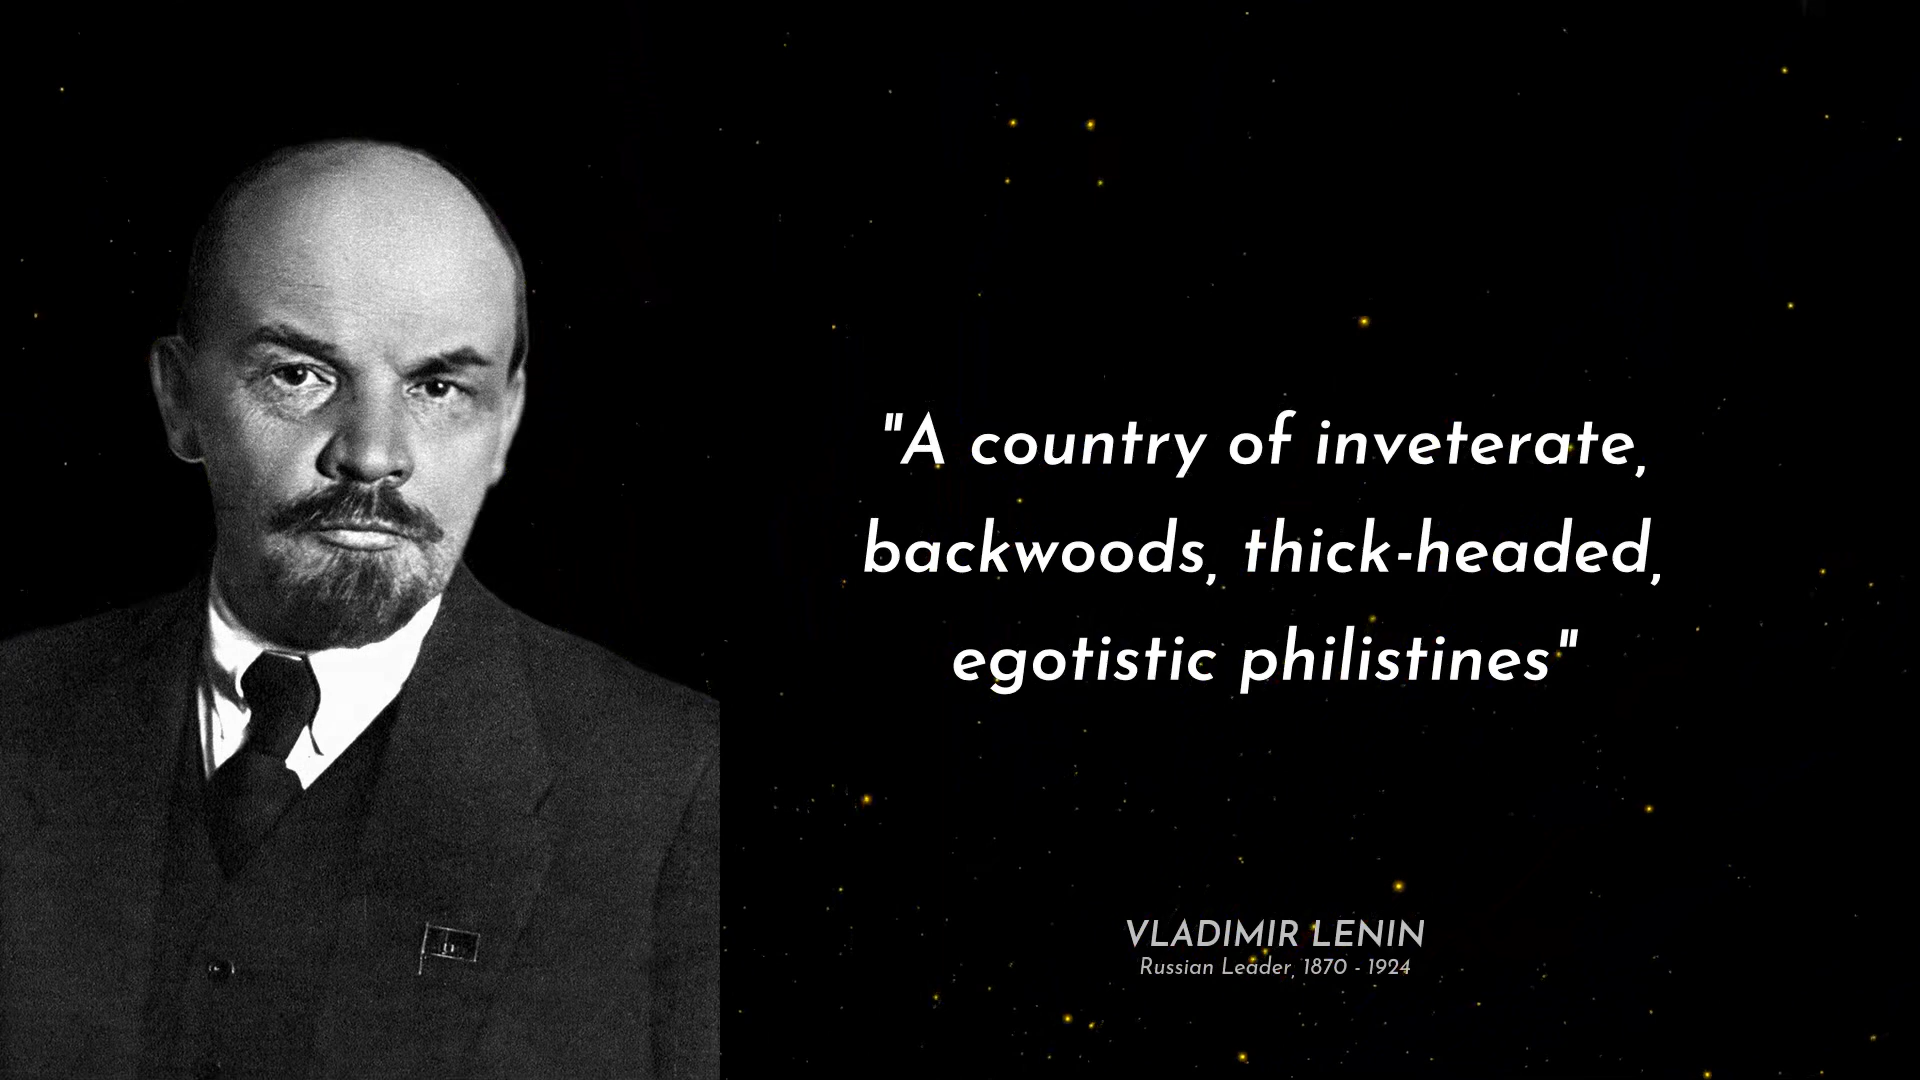 "A country of inveterate,
backwoods, thick-headed,
egotistic philistines"
VLADIMIR LENIN
Russian Leader, 1870 - 1924